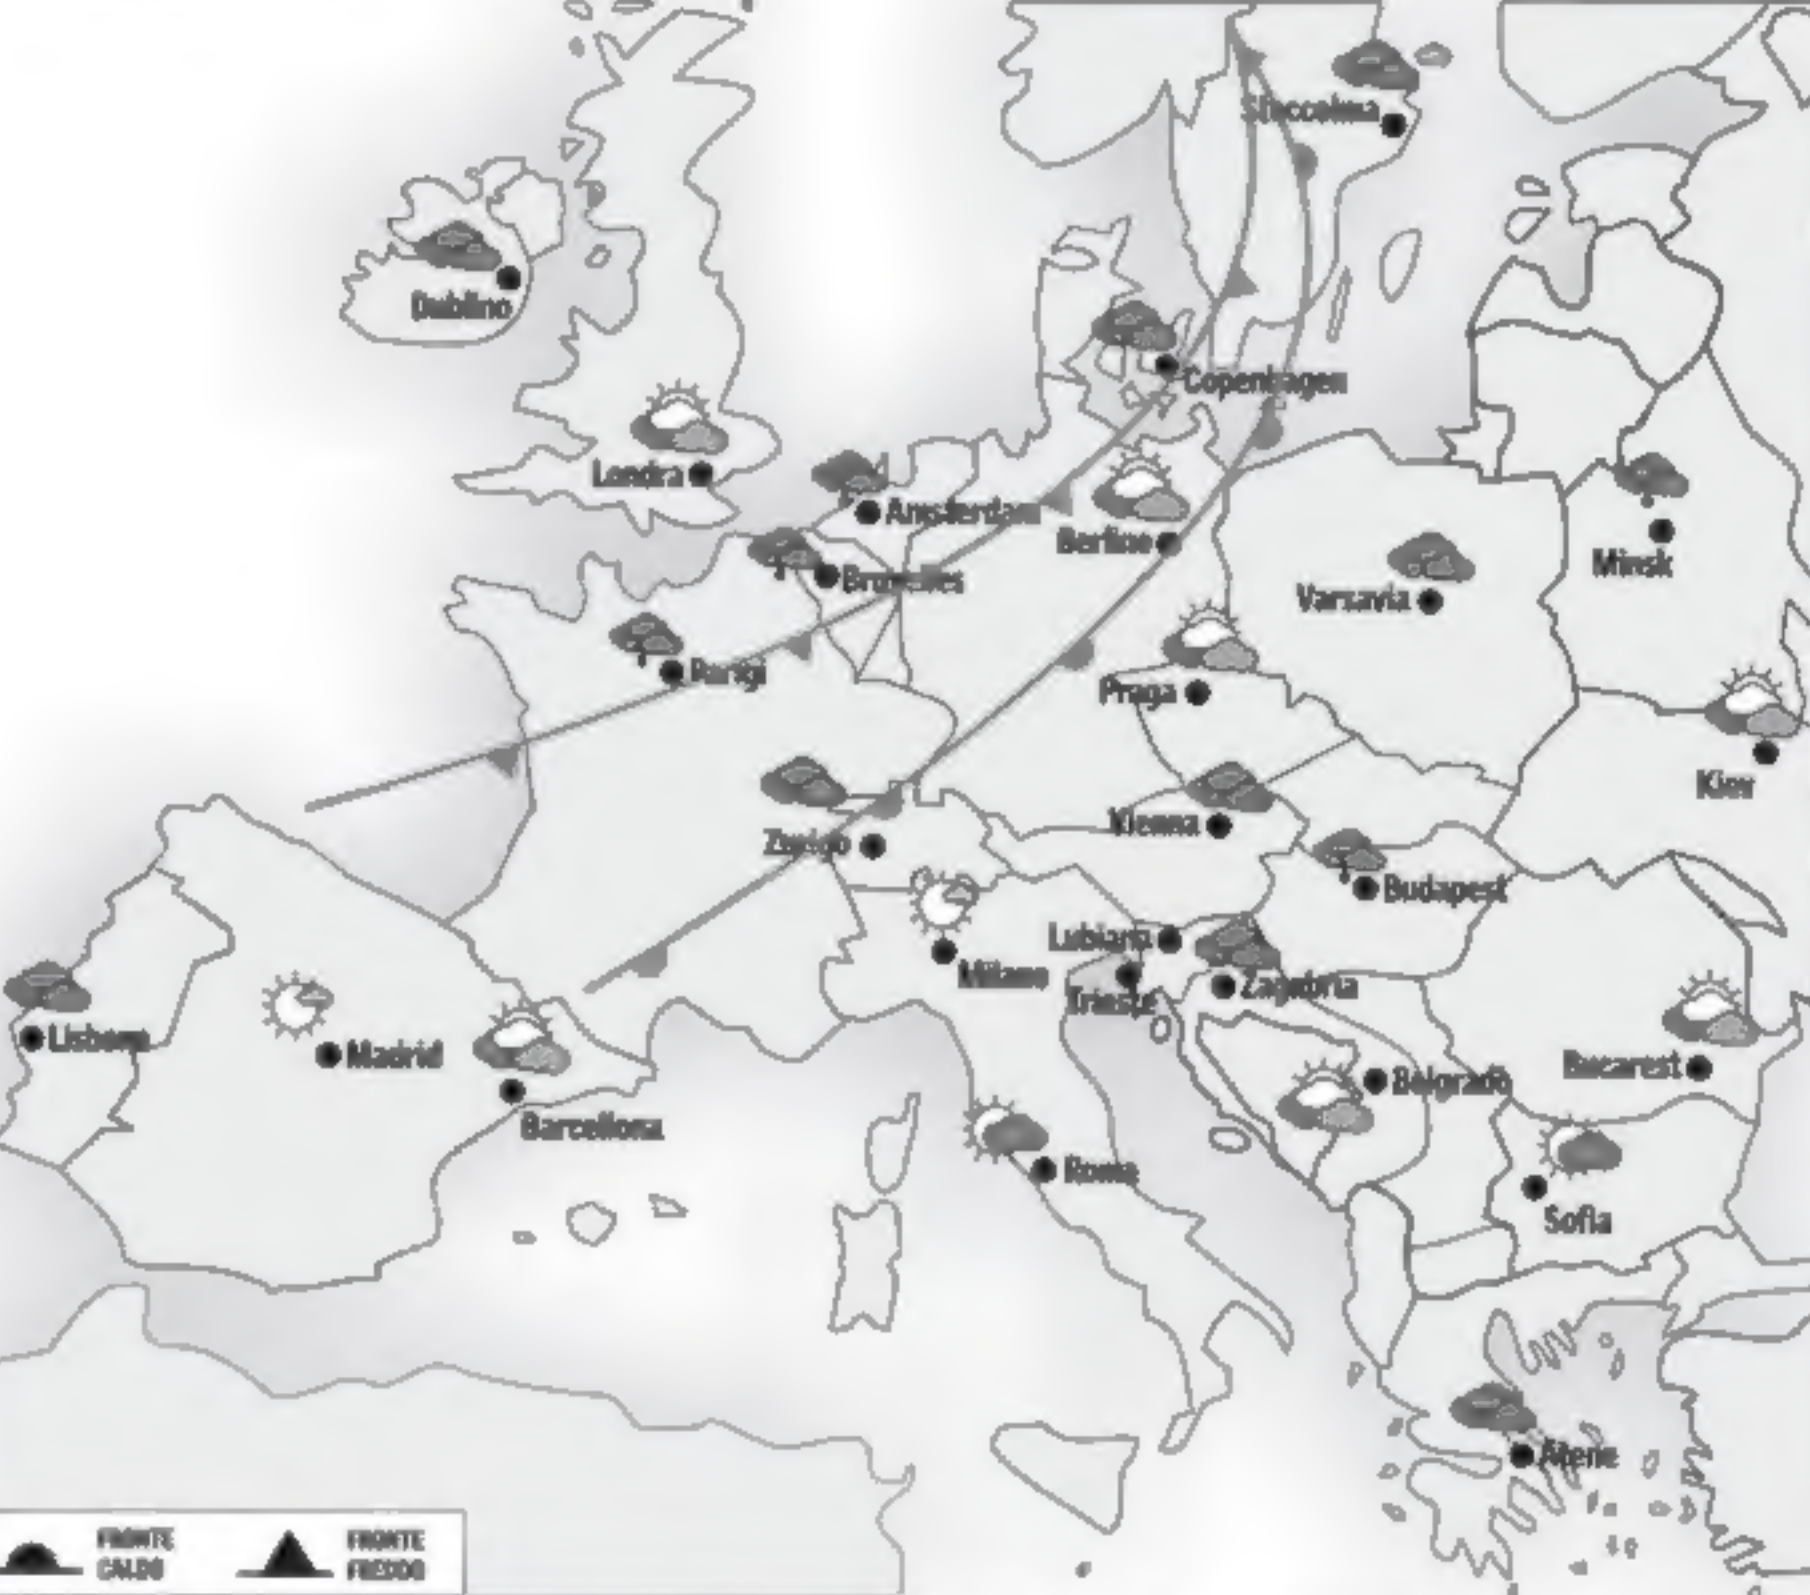 Stoccolma
Dublino
Copenhagen
Londra
Amsterdam
Berlino
Bruxelles
Minsk
Varsavia
Parigi
Praga
Kiev
Vienna
Zurigo
Budapest
Lubiana
Milano
Trieste
Zagabria
Lisbona
Madrid
Belgrado
Bucarest
Barcellona
Roma
Sofia
Atene
FRONTE
CALDO
FRONTE
FREDDO